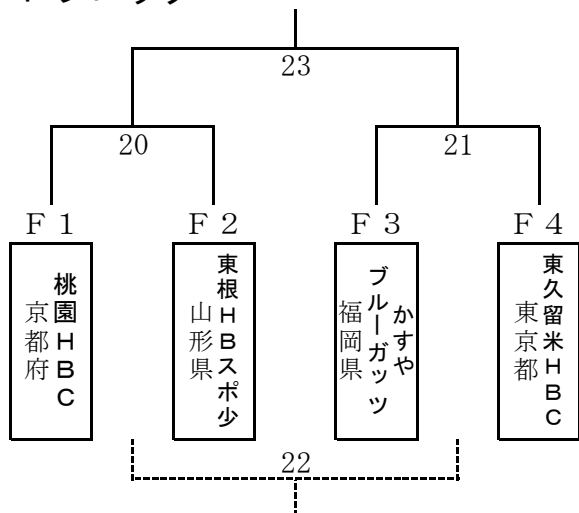 23
20
21
F 1
F 2
F 3
F 4
桃園HBC
京都府
東根HBスポ少
山形県
かすや
ブルーガッツ
福岡県
東久留米HBC
東京都
22